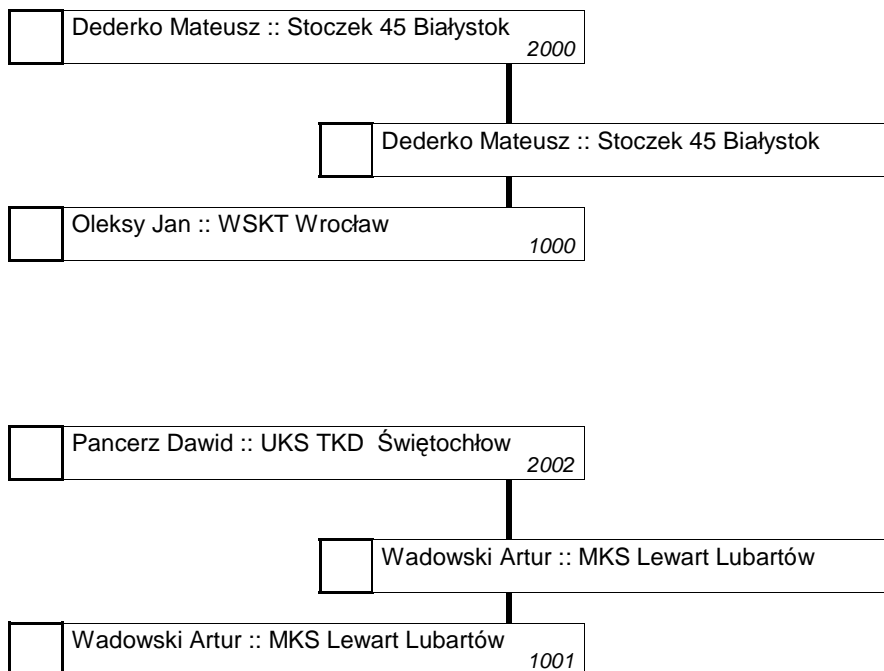 Dederko Mateusz :: Stoczek 45 Białystok
2000
Dederko Mateusz :: Stoczek 45 Białystok
Oleksy Jan :: WSKT Wrocław
1000
Pancerz Dawid :: UKS TKD  Świętochłow
2002
Wadowski Artur :: MKS Lewart Lubartów
Wadowski Artur :: MKS Lewart Lubartów
1001